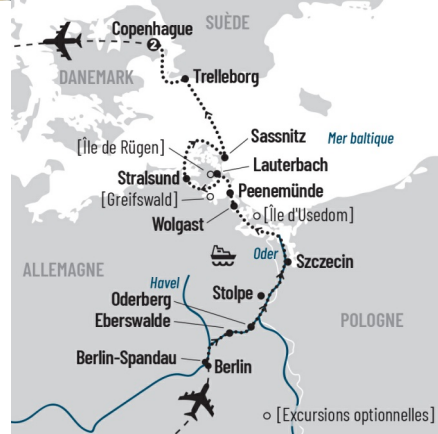 SUÈDE
Copenhague
2
DANEMARK
Trelleborg
Sassnitz
Mer baltique
[Île de Rügen]
Lauterbach
Stralsund
Peenemünde
[Greifswald]
[Île d'Usedom]
Wolgast
Oder
Szczecin
ALLEMAGNE
Havel
Stolpe
Oderberg
Eberswalde
POLOGNE
Berlin-Spandau
Berlin
[Excursions optionnelles]